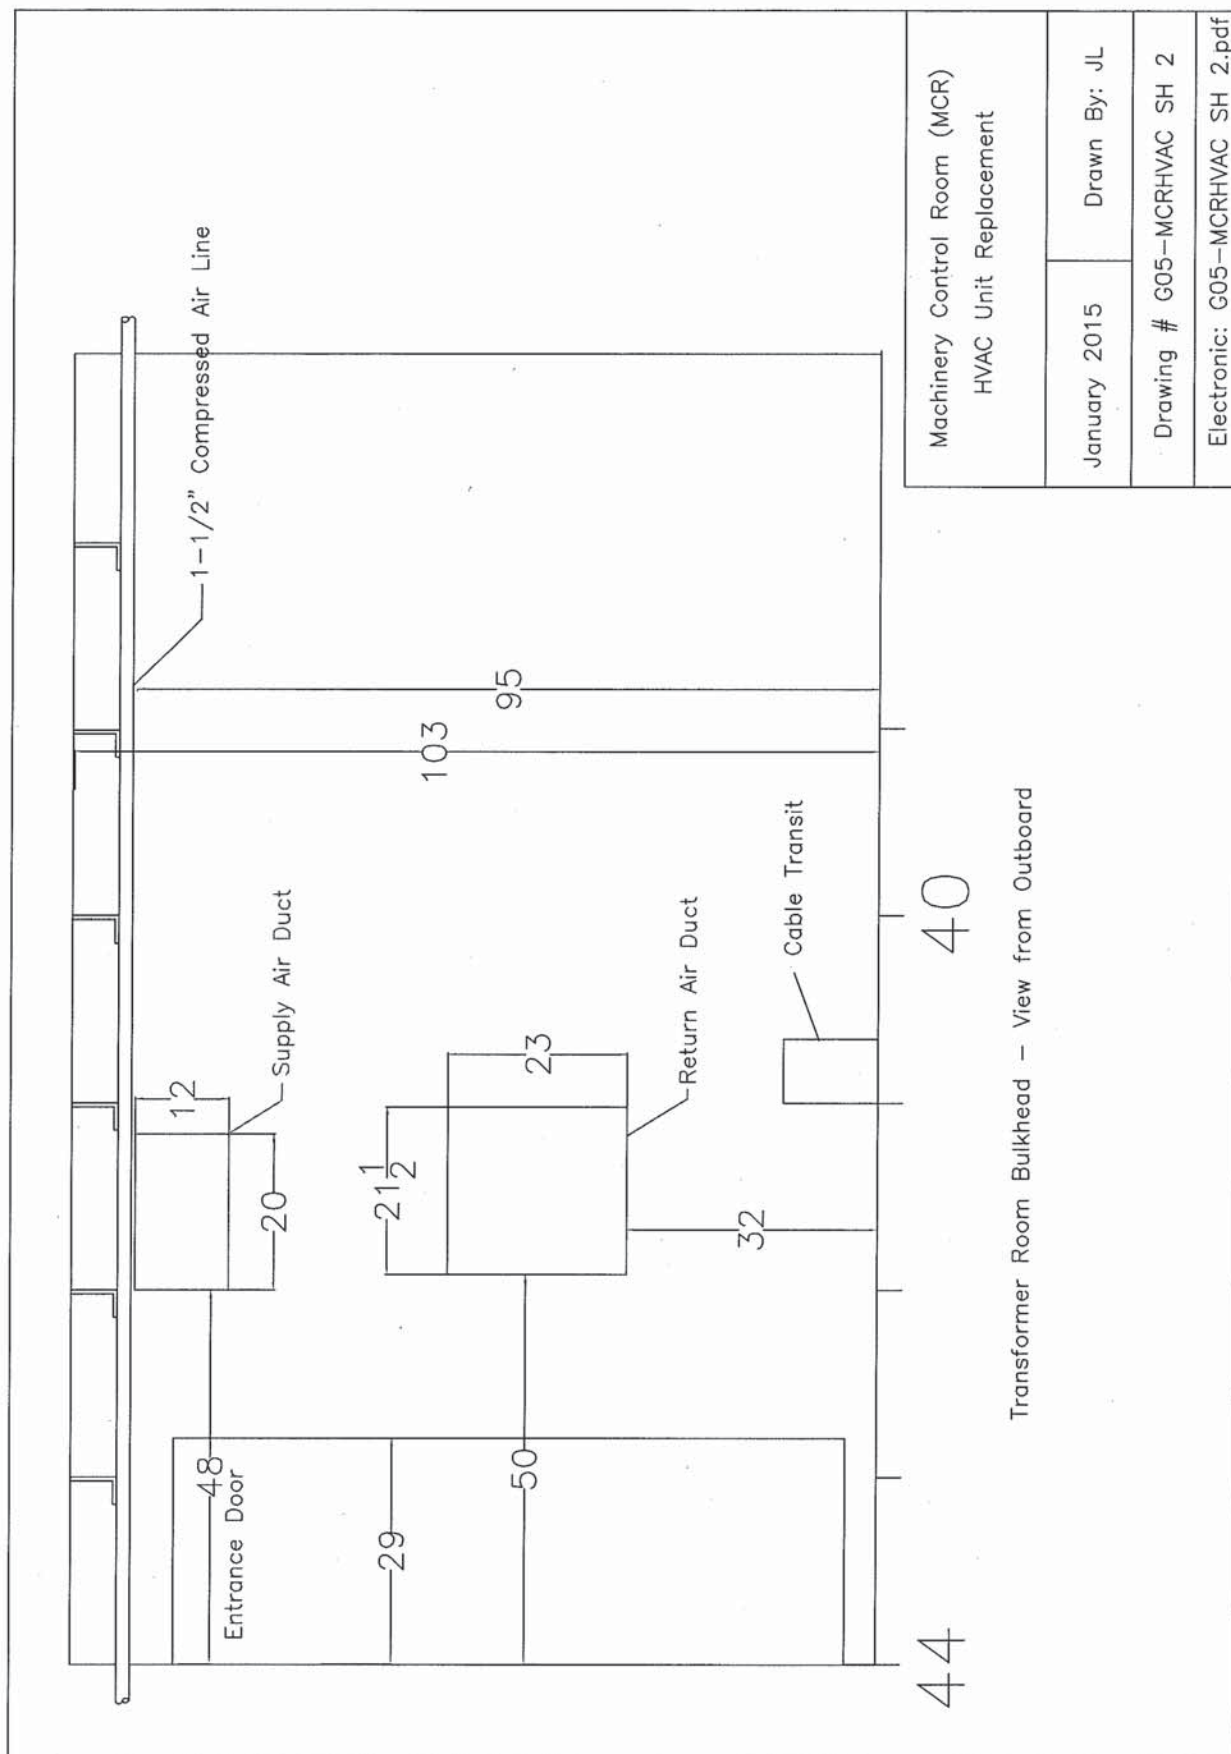 1-1/2" Compressed Air Line
12
Supply Air Duct
20
48
Entrance Door
103
95
21 1/2
23
29
50
Return Air Duct
32
Cable Transit
44
40
Transformer Room Bulkhead - View from Outboard
Machinery Control Room (MCR)
HVAC Unit Replacement
January 2015
Drawn By: JL
Drawing # G05-MCRHVAC SH 2
Electronic: G05-MCRHVAC SH 2.pdf